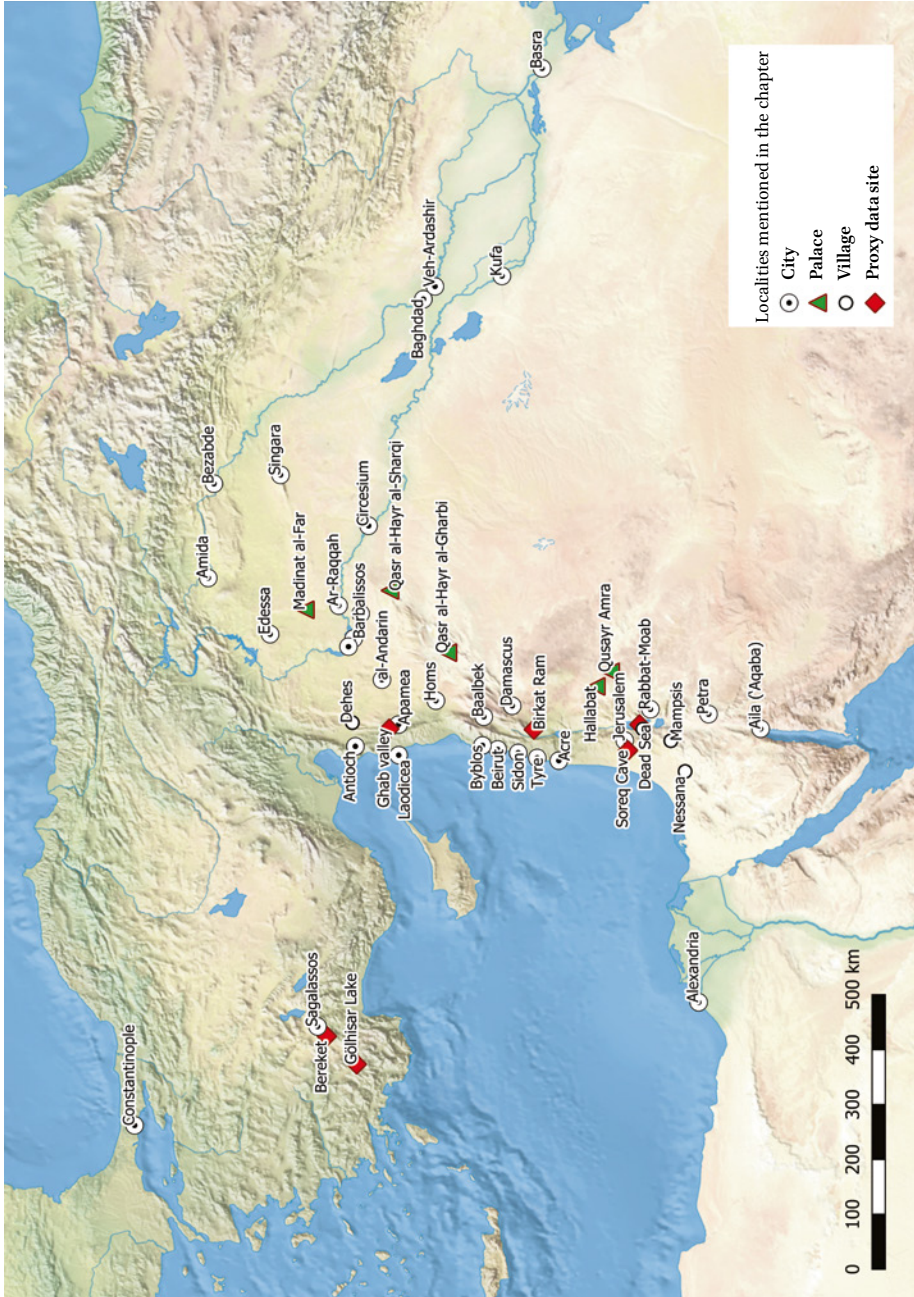 Constantinople
Sagalassos
Bereket
Gölhisar Lake
Amida
Bezabde
Edessa
Singara
Madinat al-Far
Ar-Raqqah
Barbalissos
Circesium
Dehes
Antioch
al-Andarin
Qasr al-Hayr al-Sharqi
Ghab valley
Apamea
Laodicea
Homs
Qasr al-Hayr al-Gharbi
Baghdad
Veh-Ardashir
Kufa
Basra
Byblos
Baalbek
Beirut
Damascus
Sidon
Birkat Ram
Tyre
Acre
Hallabat
Qusayr Amra
Soreq Cave
Jerusalem
Dead Sea
Rabbat-Moab
Nessana
Mampsis
Petra
Aila ('Aqaba)
Alexandria
0 100 200 300 400 500 km
Localities mentioned in the chapter
City
Palace
Village
Proxy data site